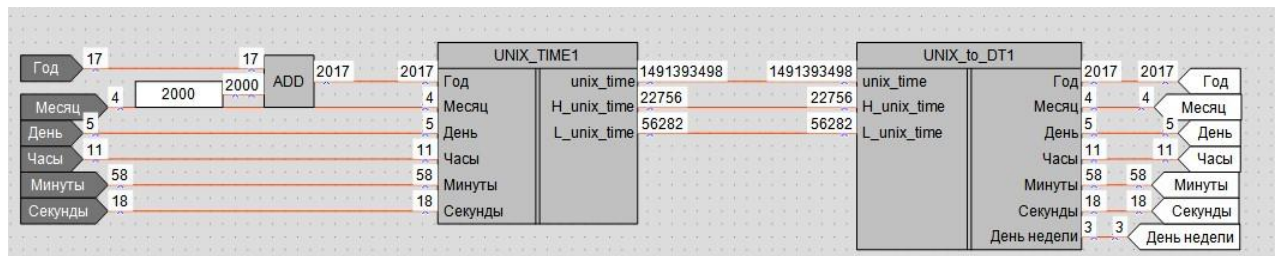 UNIX_TIME1 UNIX_to_DT1
Год 17 17 ADD 2017 2017 Год unix_time 1491393498 1491393498 unix_time Год 2017 2017 Год
Месяц 4 2000 2000 4 Месяц H_unix_time 22756 22756 H_unix_time Месяц 4 4 Месяц
День 5 5 День L_unix_time 56282 56282 L_unix_time День 5 5 День
Часы 11 11 Часы Часы 11 11 Часы
Минуты 58 58 Минуты Минуты 58 58 Минуты
Секунды 18 18 Секунды Секунды 18 18 Секунды
День недели 3 3 День недели